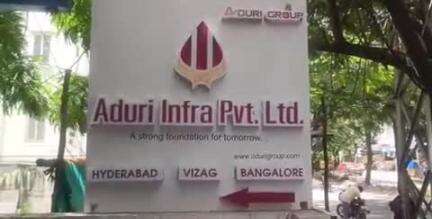 ADURI GROUP
Aduri Infra Pvt. Ltd.
A strong foundation for tomorrow.
www.adurigroup.com
HYDERABAD VIZAG BANGALORE